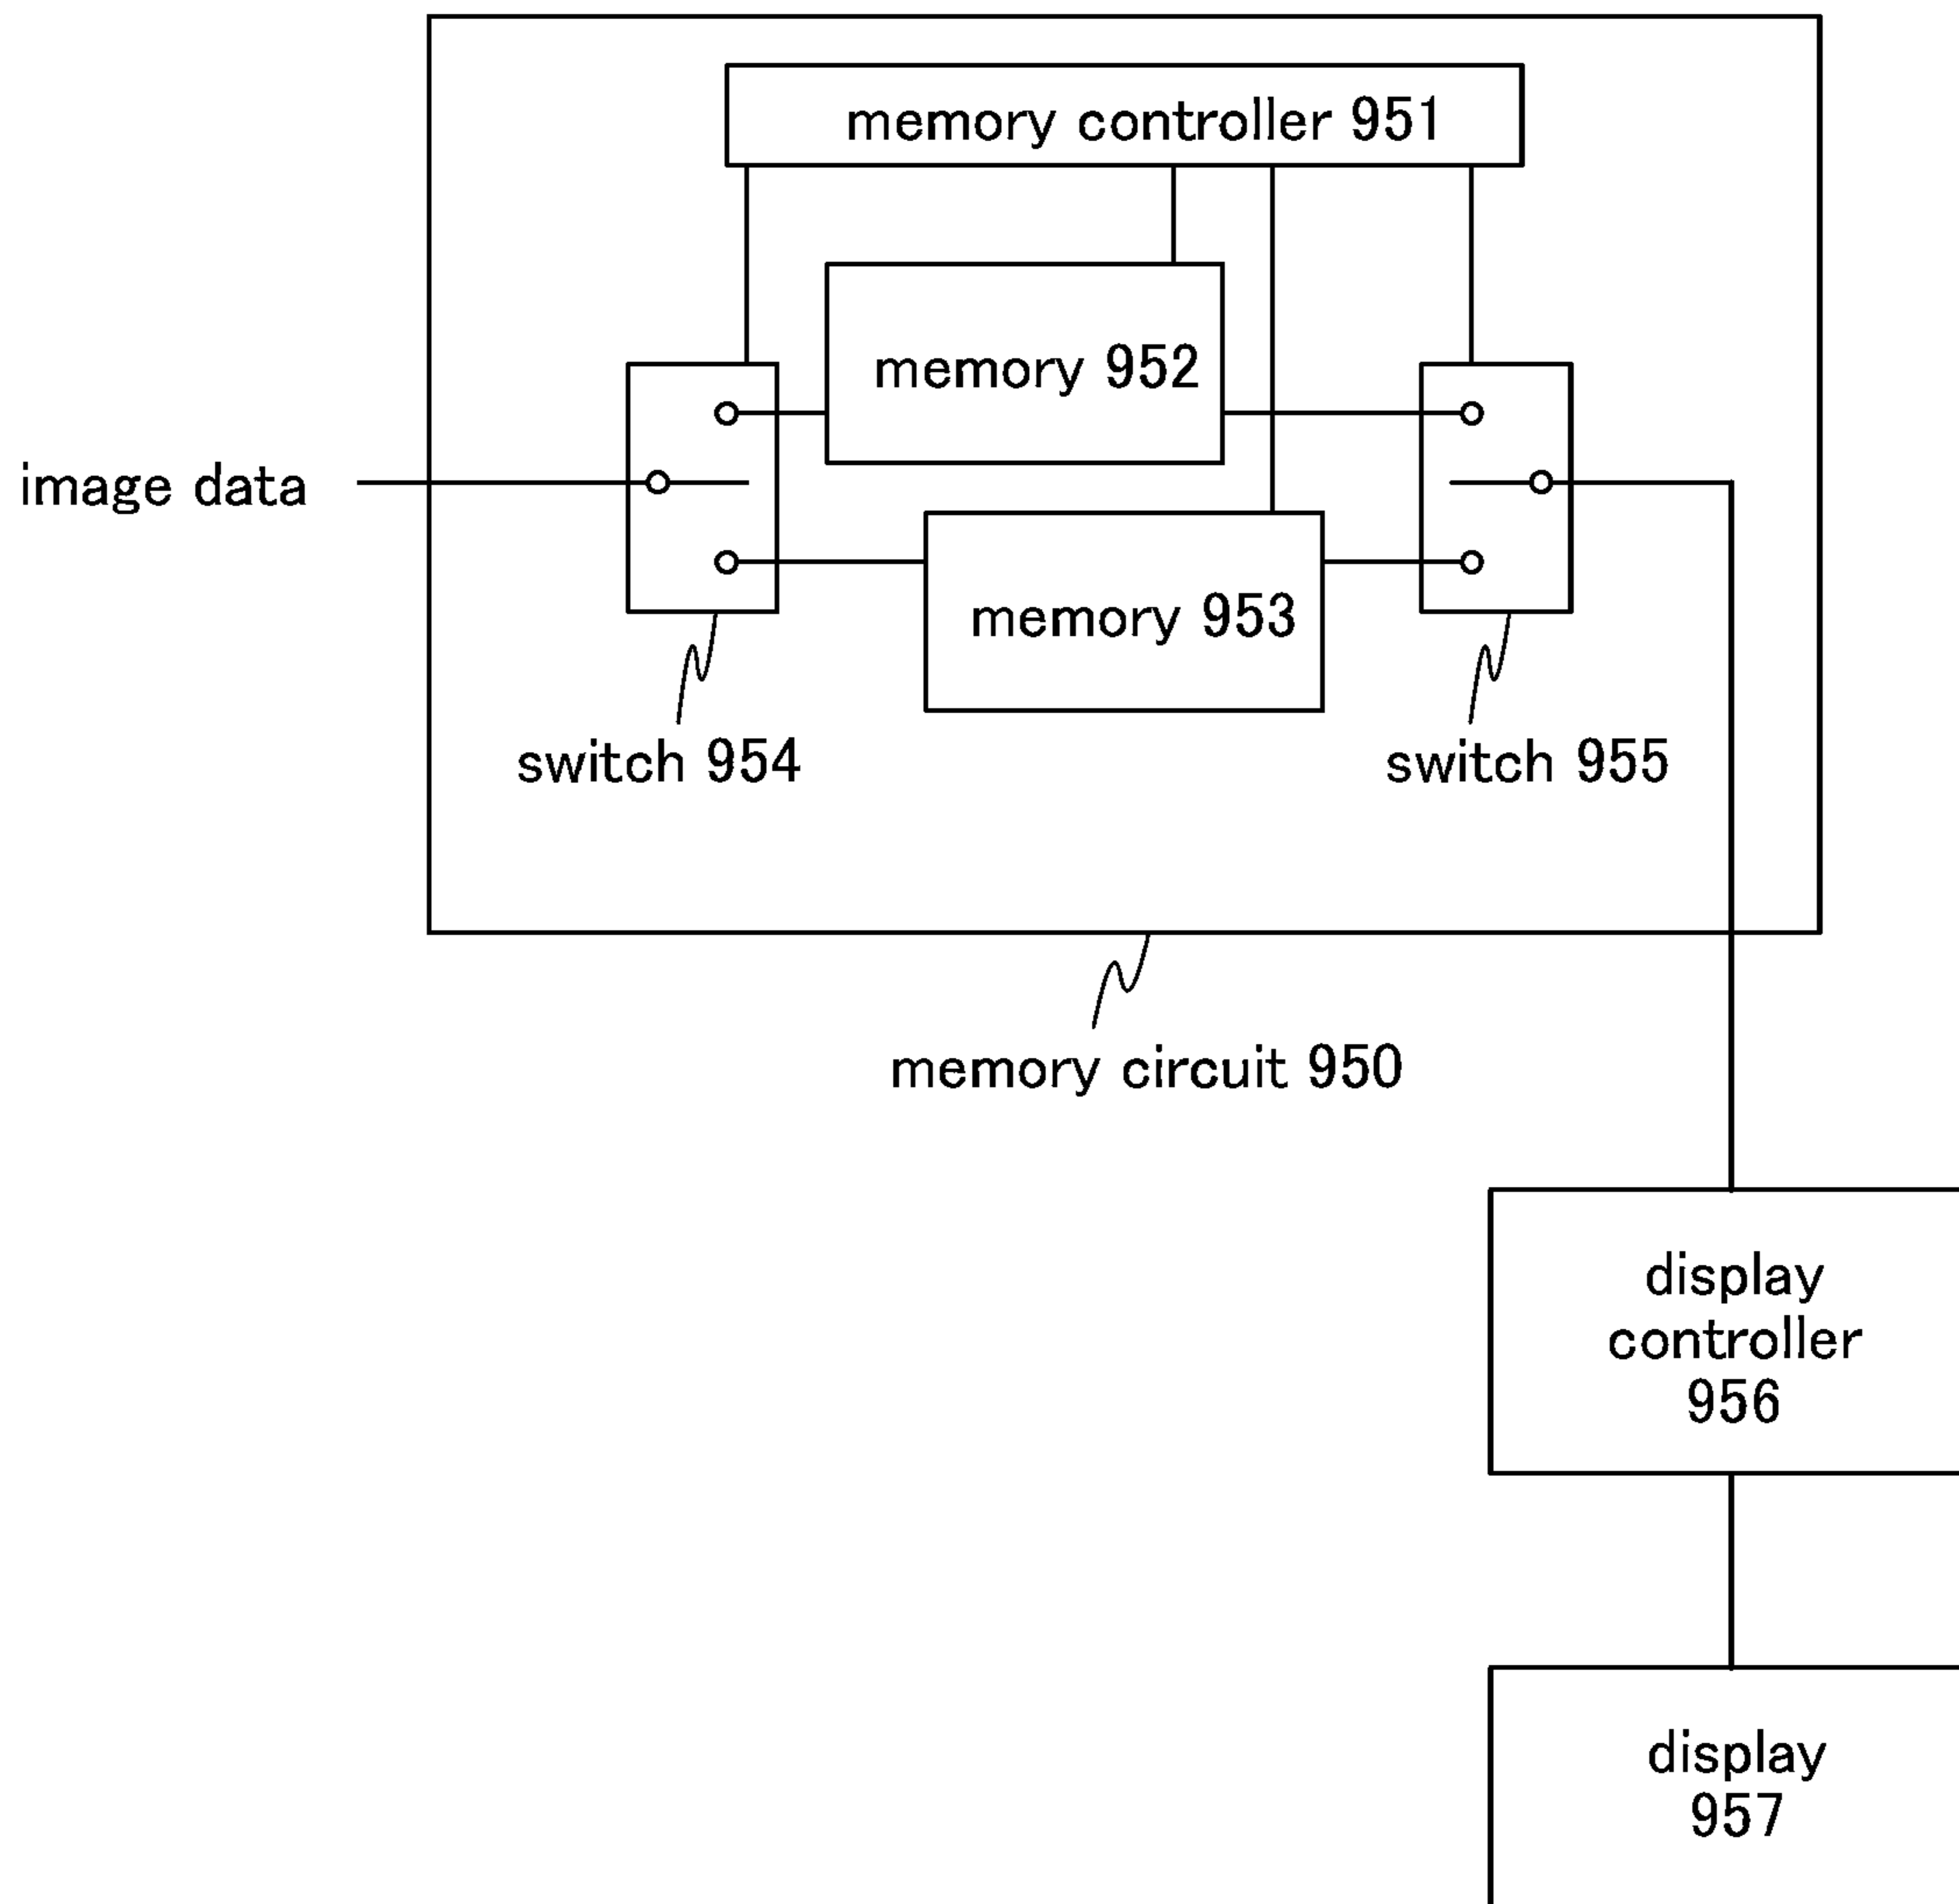 memory controller 951
memory 952
image data
memory 953
switch 954
switch 955
memory circuit 950
display
controller
956
display
957